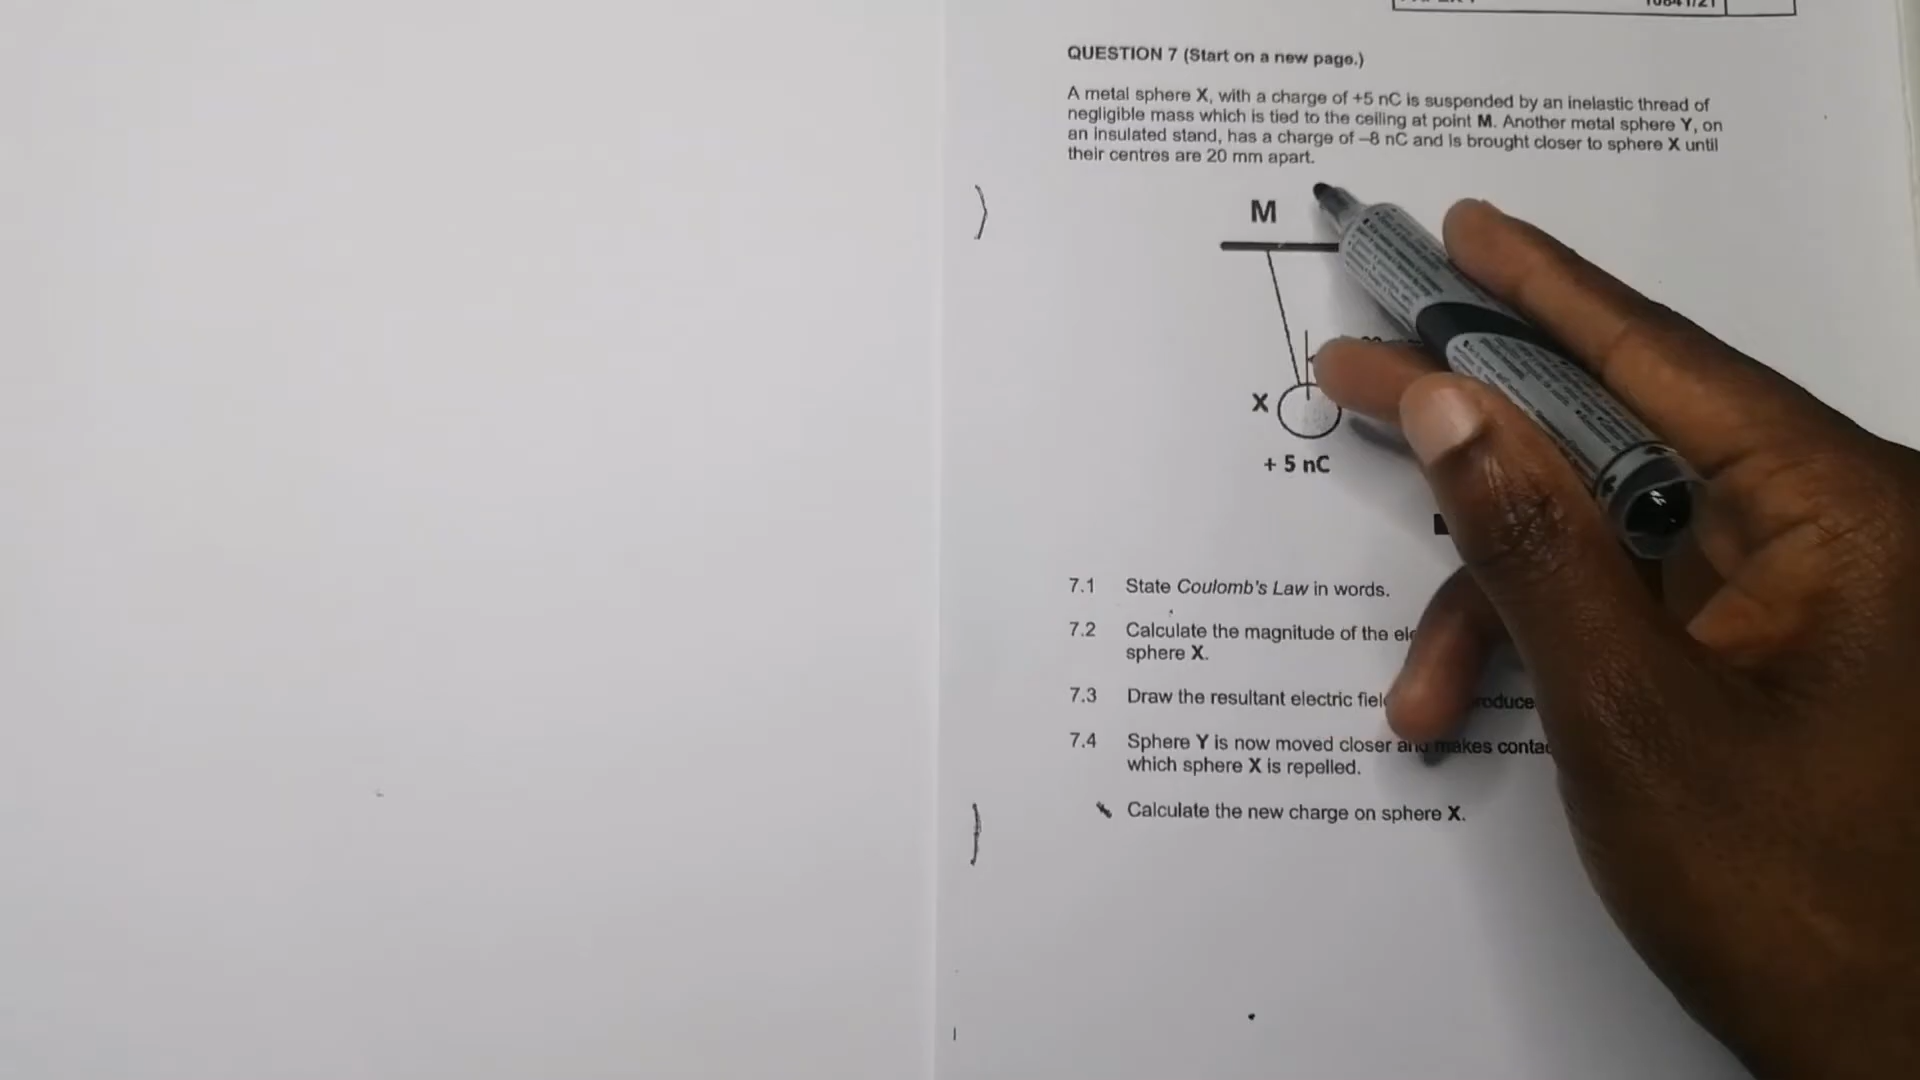 10841/21
QUESTION 7 (Start on a new page.)
A metal sphere X, with a charge of +5 nC is suspended by an inelastic thread of
negligible mass which is tied to the ceiling at point M. Another metal sphere Y, on
an insulated stand, has a charge of –8 nC and is brought closer to sphere X until
their centres are 20 mm apart.
M
X
+ 5 nC
7.1 State Coulomb's Law in words.
7.2 Calculate the magnitude of the
sphere X.
7.3 Draw the resultant electric
7.4 Sphere Y is now moved closer and makes
which sphere X is repelled.
Calculate the new charge on sphere X.